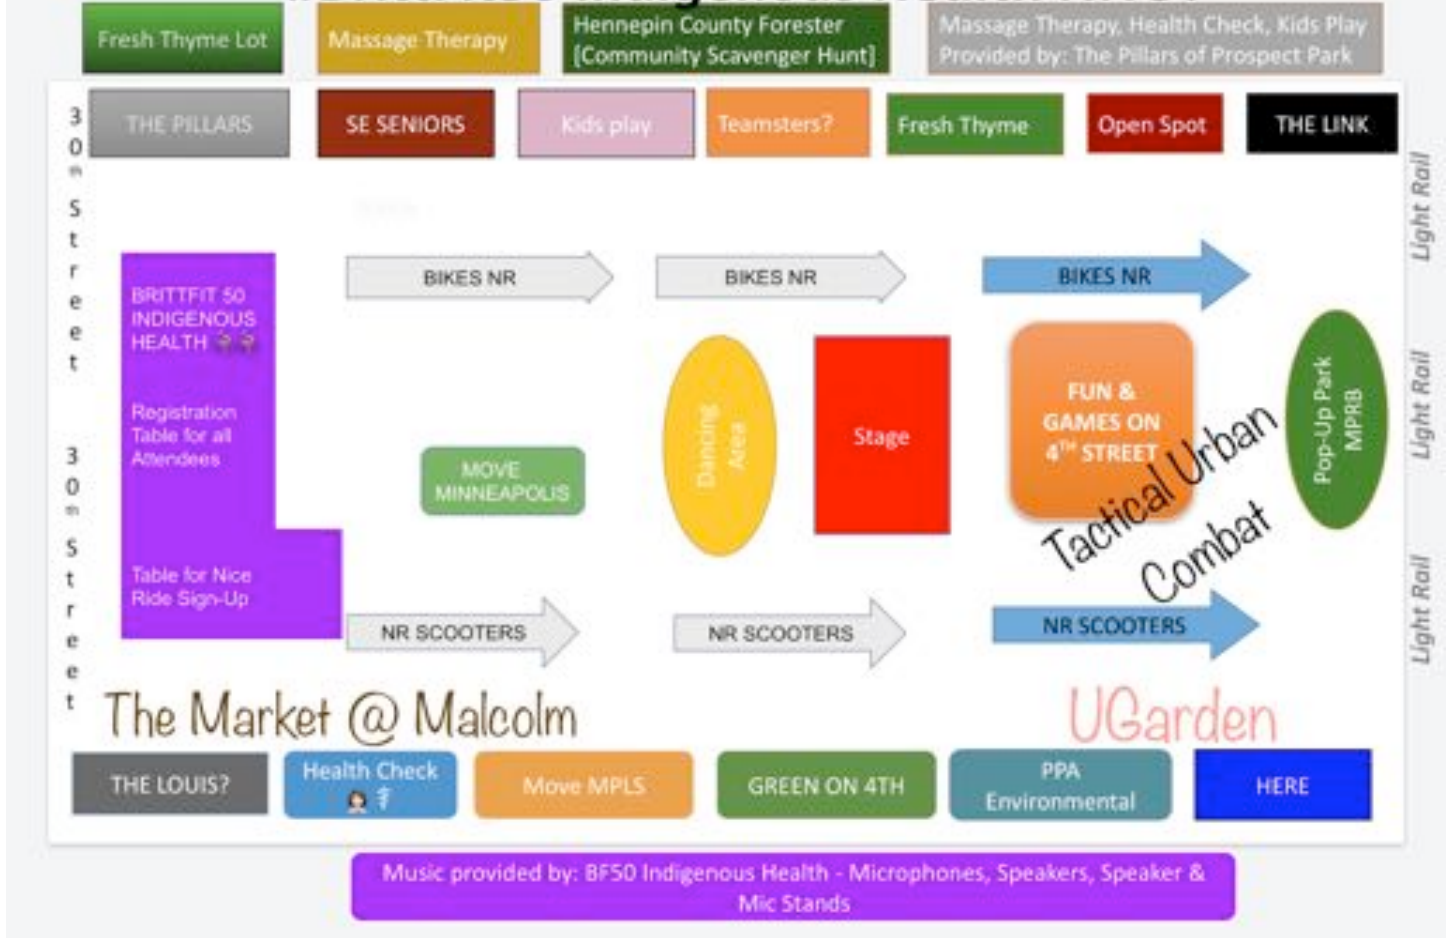 Fresh Thyme Lot
Massage Therapy
Hennepin County Forester
[Community Scavenger Hunt]
Massage Therapy, Health Check, Kids Play
Provided by: The Pillars of Prospect Park
THE PILLARS
SE SENIORS
Kids play
Teamsters?
Fresh Thyme
Open Spot
THE LINK
30th Street
30th Street
Light Rail
Light Rail
Light Rail
BIKES NR
BIKES NR
BIKES NR
BRITTFIT 50
INDIGENOUS
HEALTH
Registration
Table for all
Attendees
Table for Nice
Ride Sign-Up
MOVE
MINNEAPOLIS
Dancing
Area
Stage
FUN &
GAMES ON
4TH STREET
Tactical Urban
Combat
Pop-Up Park
MPRB
NR SCOOTERS
NR SCOOTERS
NR SCOOTERS
The Market @ Malcolm
UGarden
THE LOUIS?
Health Check
Move MPLS
GREEN ON 4TH
PPA
Environmental
HERE
Music provided by: BF50 Indigenous Health - Microphones, Speakers, Speaker &
Mic Stands